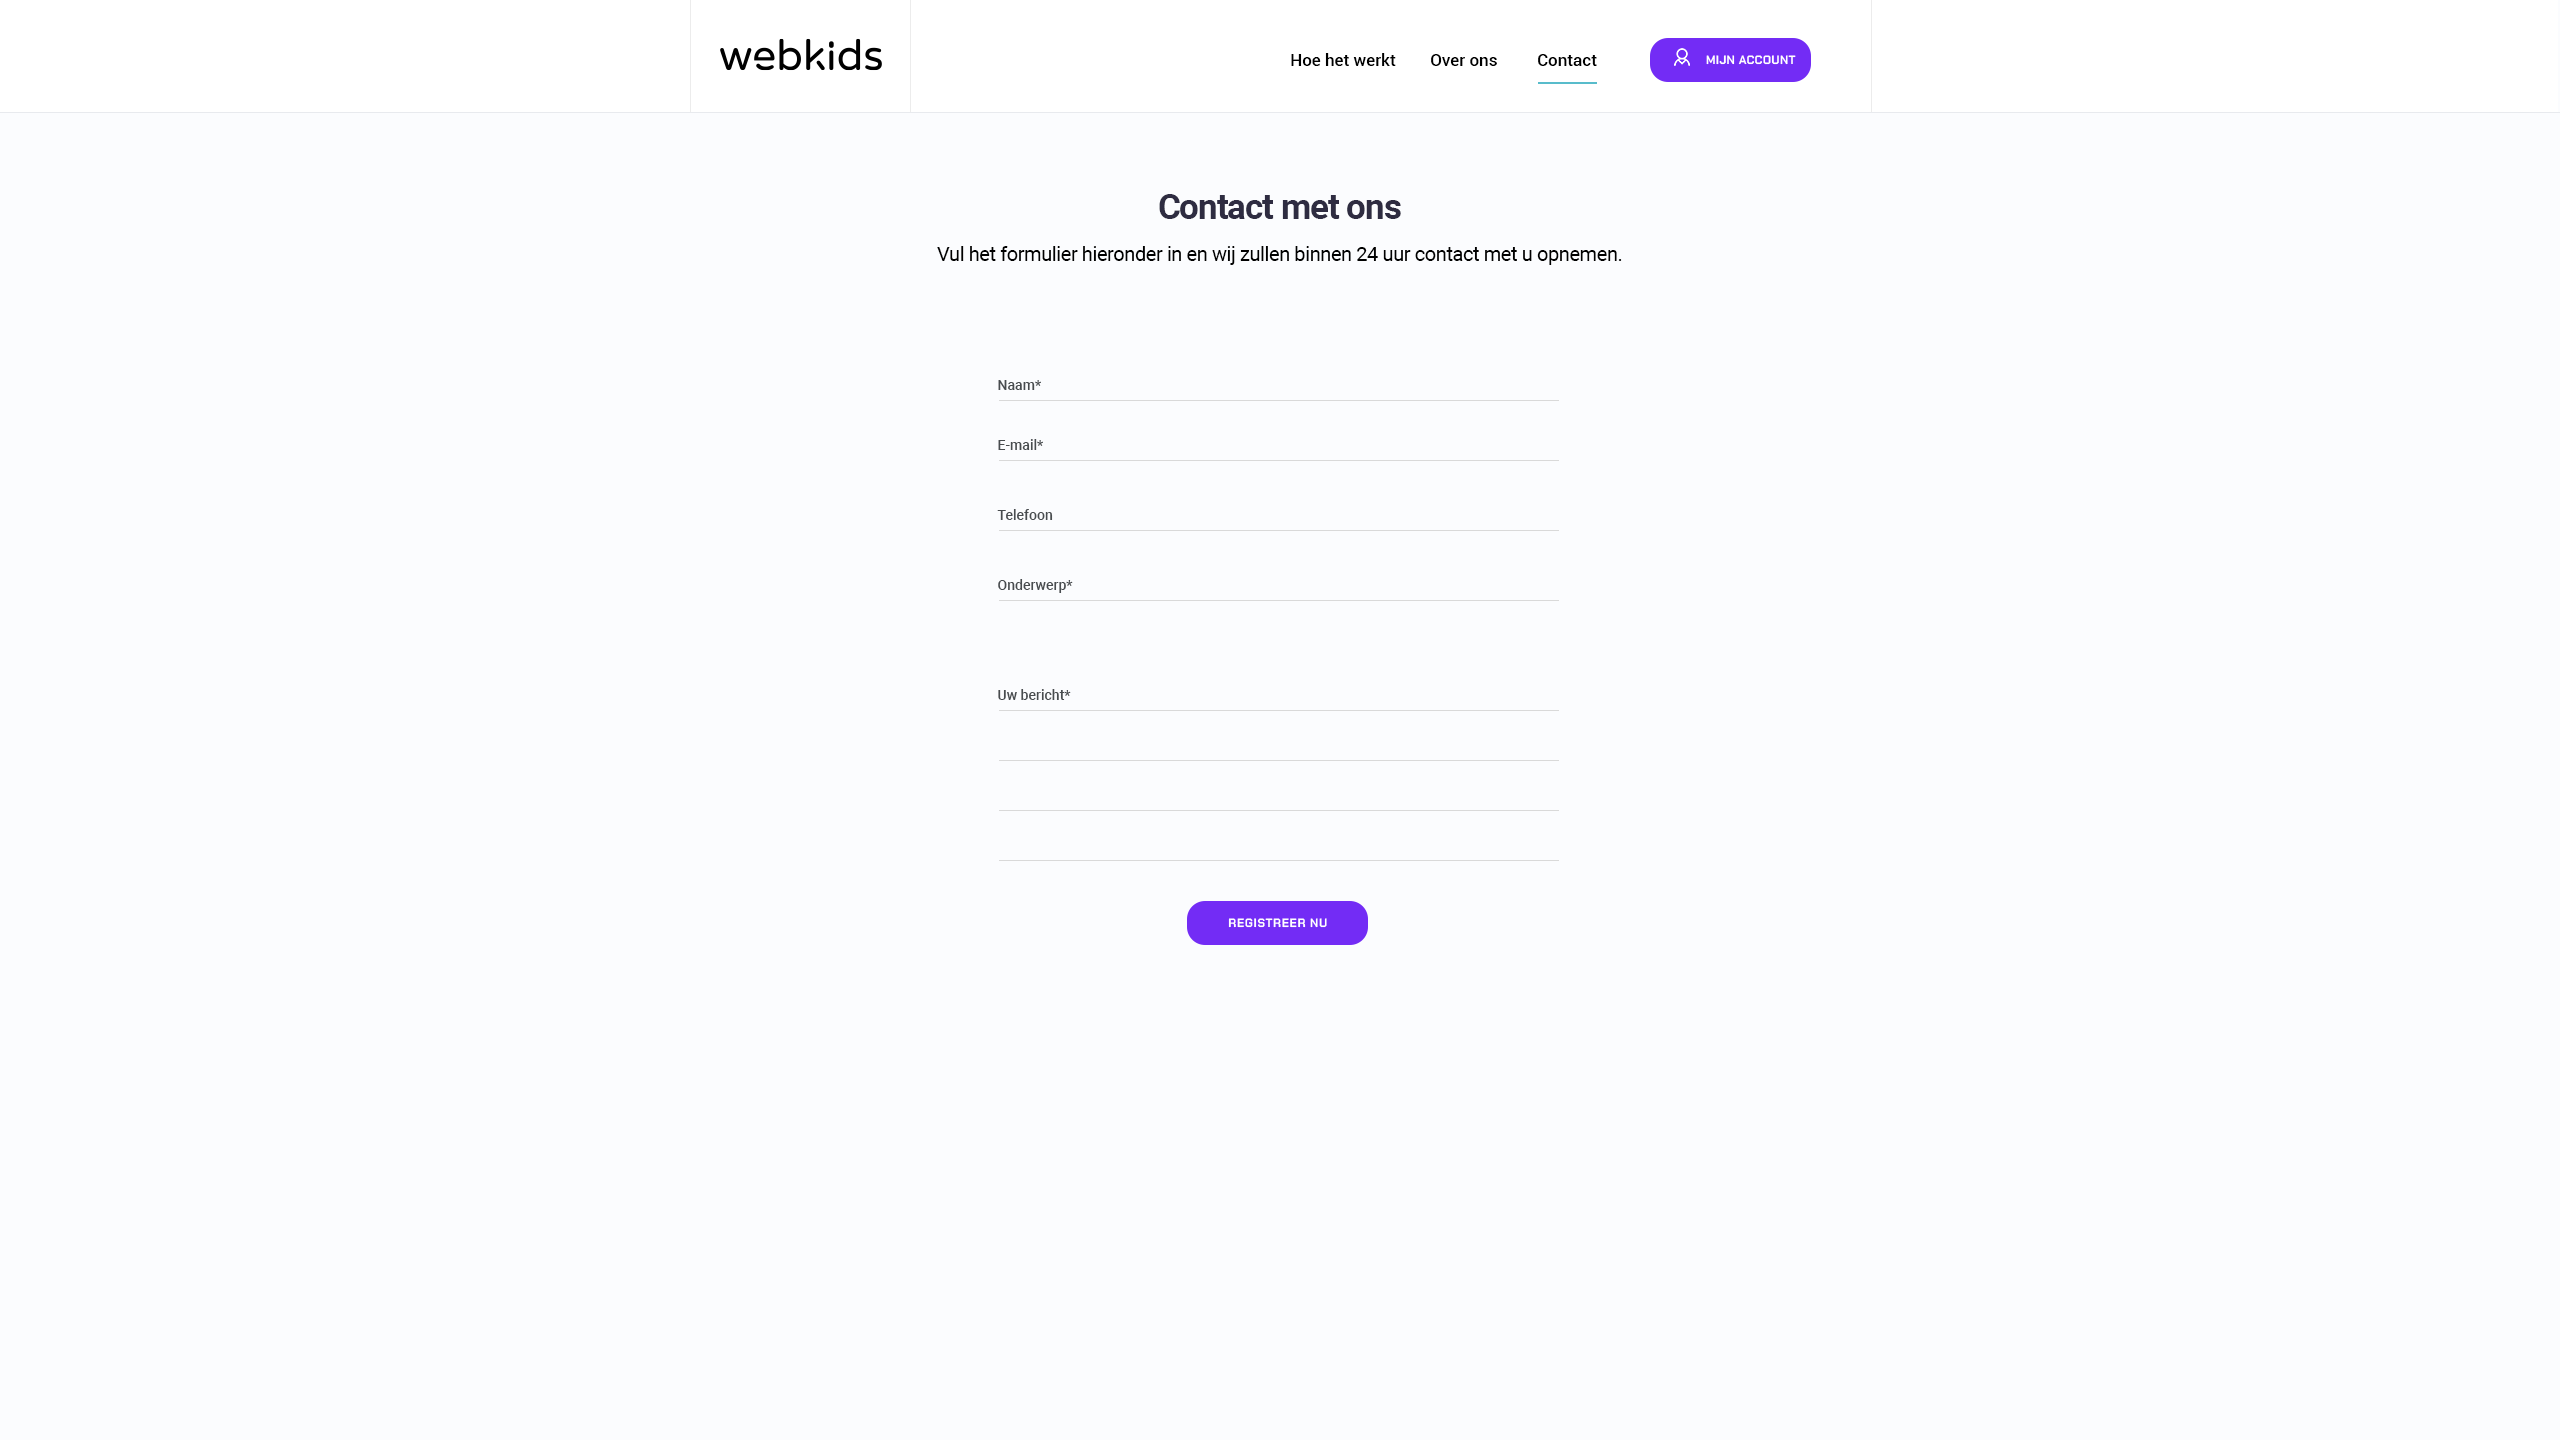 webkids
Hoe het werkt
Over ons
Contact
MIJN ACCOUNT
Contact met ons
Vul het formulier hieronder in en wij zullen binnen 24 uur contact met u opnemen.
Naam*
E-mail*
Telefoon
Onderwerp*
Uw bericht*
REGISTREER NU